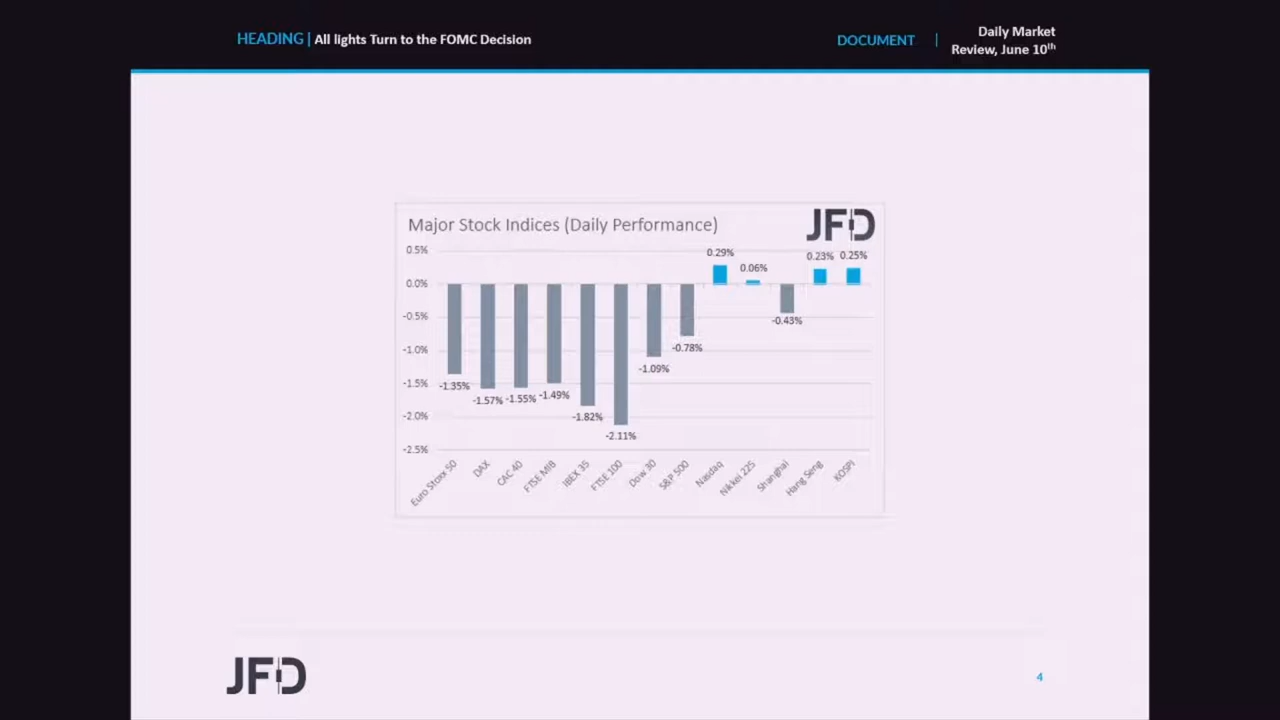 HEADING | All lights Turn to the FOMC Decision
DOCUMENT |
Daily Market
Review, June 10th
Major Stock Indices (Daily Performance)
JFD
0.5%
0.0%
-0.5%
-1.0%
-1.5%
-2.0%
-2.5%
-1.35%
-1.57%
-1.55%
-1.49%
-1.82%
-2.11%
-1.09%
-0.78%
0.29%
0.06%
-0.43%
0.23%
0.25%
Euro Stoxx 50
DAX
CAC 40
FTSE MIB
IBEX 35
FTSE 100
Dow 30
S&P 500
Nasdaq
Nikkei 225
Shanghai
Hang Seng
KOSPI
JFD
4